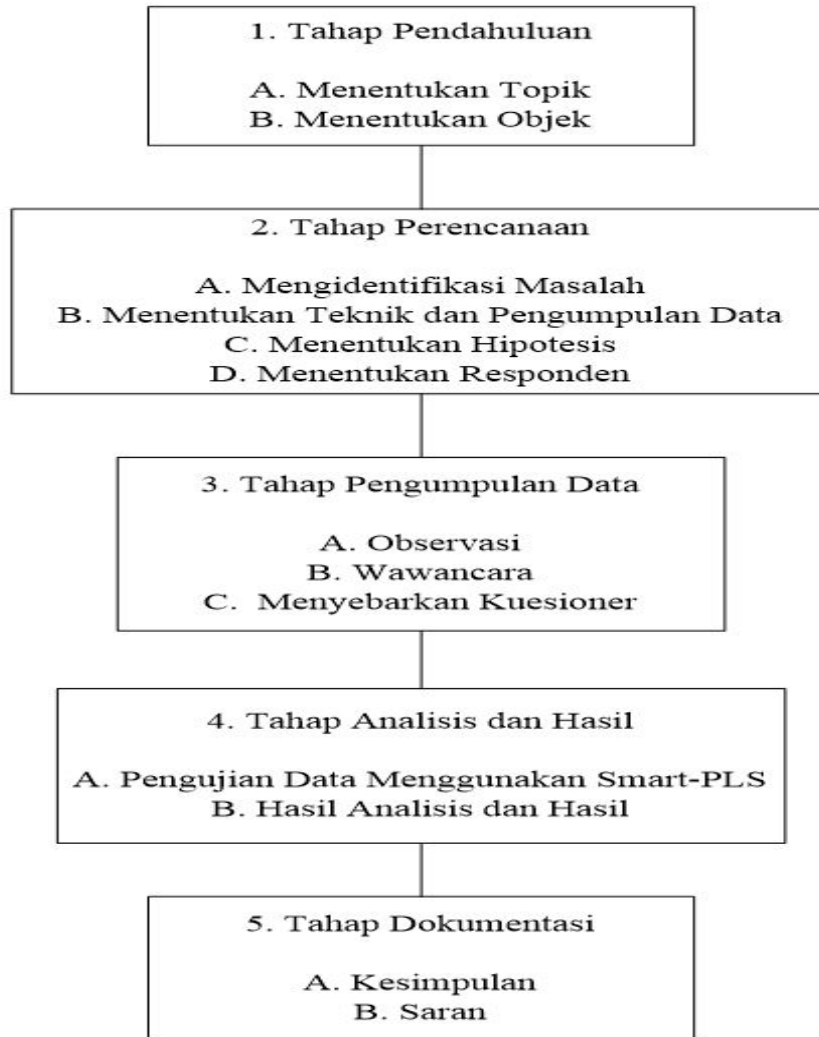 1. Tahap Pendahuluan
A. Menentukan Topik
B. Menentukan Objek
2. Tahap Perencanaan
A. Mengidentifikasi Masalah
B. Menentukan Teknik dan Pengumpulan Data
C. Menentukan Hipotesis
D. Menentukan Responden
3. Tahap Pengumpulan Data
A. Observasi
B. Wawancara
C. Menyebarkan Kuesioner
4. Tahap Analisis dan Hasil
A. Pengujian Data Menggunakan Smart-PLS
B. Hasil Analisis dan Hasil
5. Tahap Dokumentasi
A. Kesimpulan
B. Saran